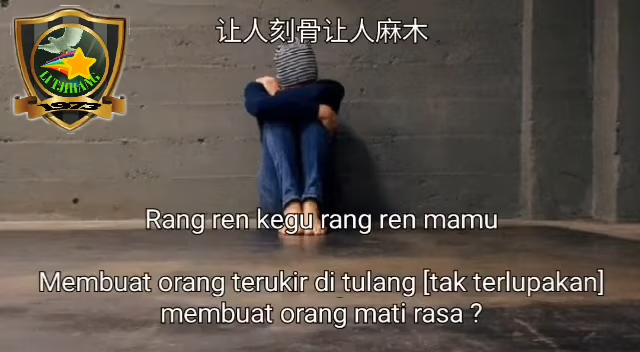 让人刻骨让人麻木
LUTJHIANG
1973
Rang ren kegu rang ren mamu
Membuat orang terukir di tulang [tak terlupakan]
membuat orang mati rasa ?